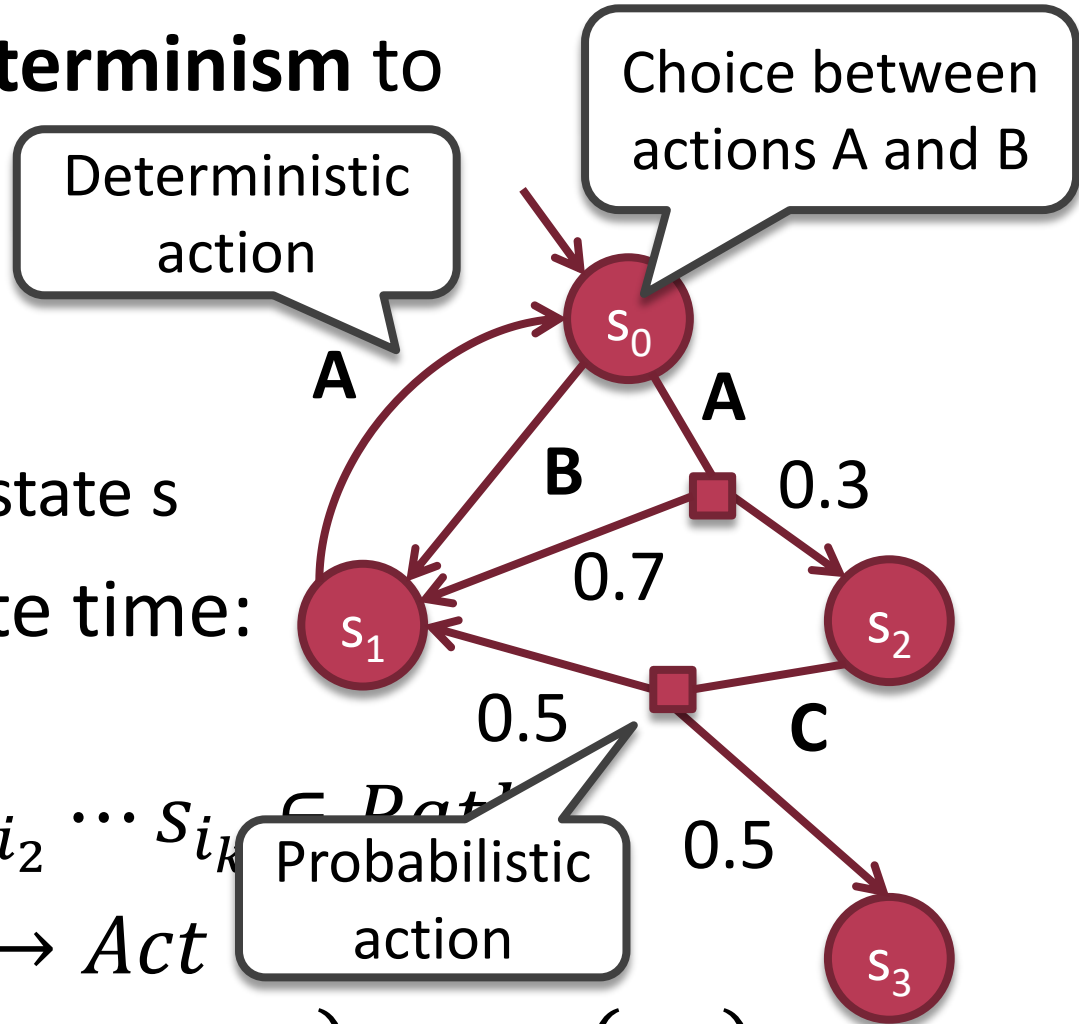 terminism to
Choice between
actions A and B
Deterministic
action
s₀
A
A
B
0.3
state s
0.7
te time:
s₁
s₂
0.5
C
i₂ ⋯ s
0.5
Probabilistic
action
→ Act
s₃